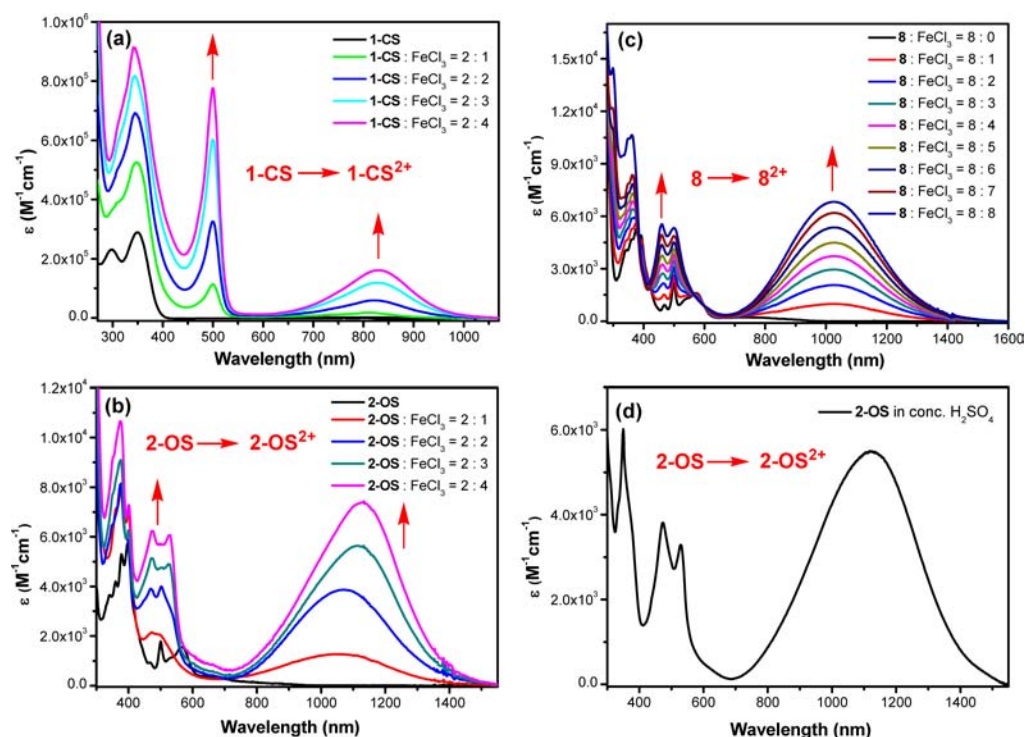 (a)
1-CS
1-CS : FeCl₃ = 2 : 1
1-CS : FeCl₃ = 2 : 2
1-CS : FeCl₃ = 2 : 3
1-CS : FeCl₃ = 2 : 4
1-CS → 1-CS²⁺
1.0x10⁶
8.0x10⁵
6.0x10⁵
4.0x10⁵
2.0x10⁵
0.0
ε (M⁻¹cm⁻¹)
300 400 500 600 700 800 900 1000
Wavelength (nm)
(c)
8 : FeCl₃ = 8 : 0
8 : FeCl₃ = 8 : 1
8 : FeCl₃ = 8 : 2
8 : FeCl₃ = 8 : 3
8 : FeCl₃ = 8 : 4
8 : FeCl₃ = 8 : 5
8 : FeCl₃ = 8 : 6
8 : FeCl₃ = 8 : 7
8 : FeCl₃ = 8 : 8
8 → 8²⁺
1.5x10⁴
1.2x10⁴
9.0x10³
6.0x10³
3.0x10³
0.0
ε (M⁻¹cm⁻¹)
400 600 800 1000 1200 1400 1600
Wavelength (nm)
(b)
2-OS
2-OS : FeCl₃ = 2 : 1
2-OS : FeCl₃ = 2 : 2
2-OS : FeCl₃ = 2 : 3
2-OS : FeCl₃ = 2 : 4
2-OS → 2-OS²⁺
1.2x10⁴
1.0x10⁴
8.0x10³
6.0x10³
4.0x10³
2.0x10³
0.0
ε (M⁻¹cm⁻¹)
400 600 800 1000 1200 1400
Wavelength (nm)
(d)
2-OS in conc. H₂SO₄
2-OS → 2-OS²⁺
6.0x10³
4.0x10³
2.0x10³
0.0
ε (M⁻¹cm⁻¹)
400 600 800 1000 1200 1400
Wavelength (nm)